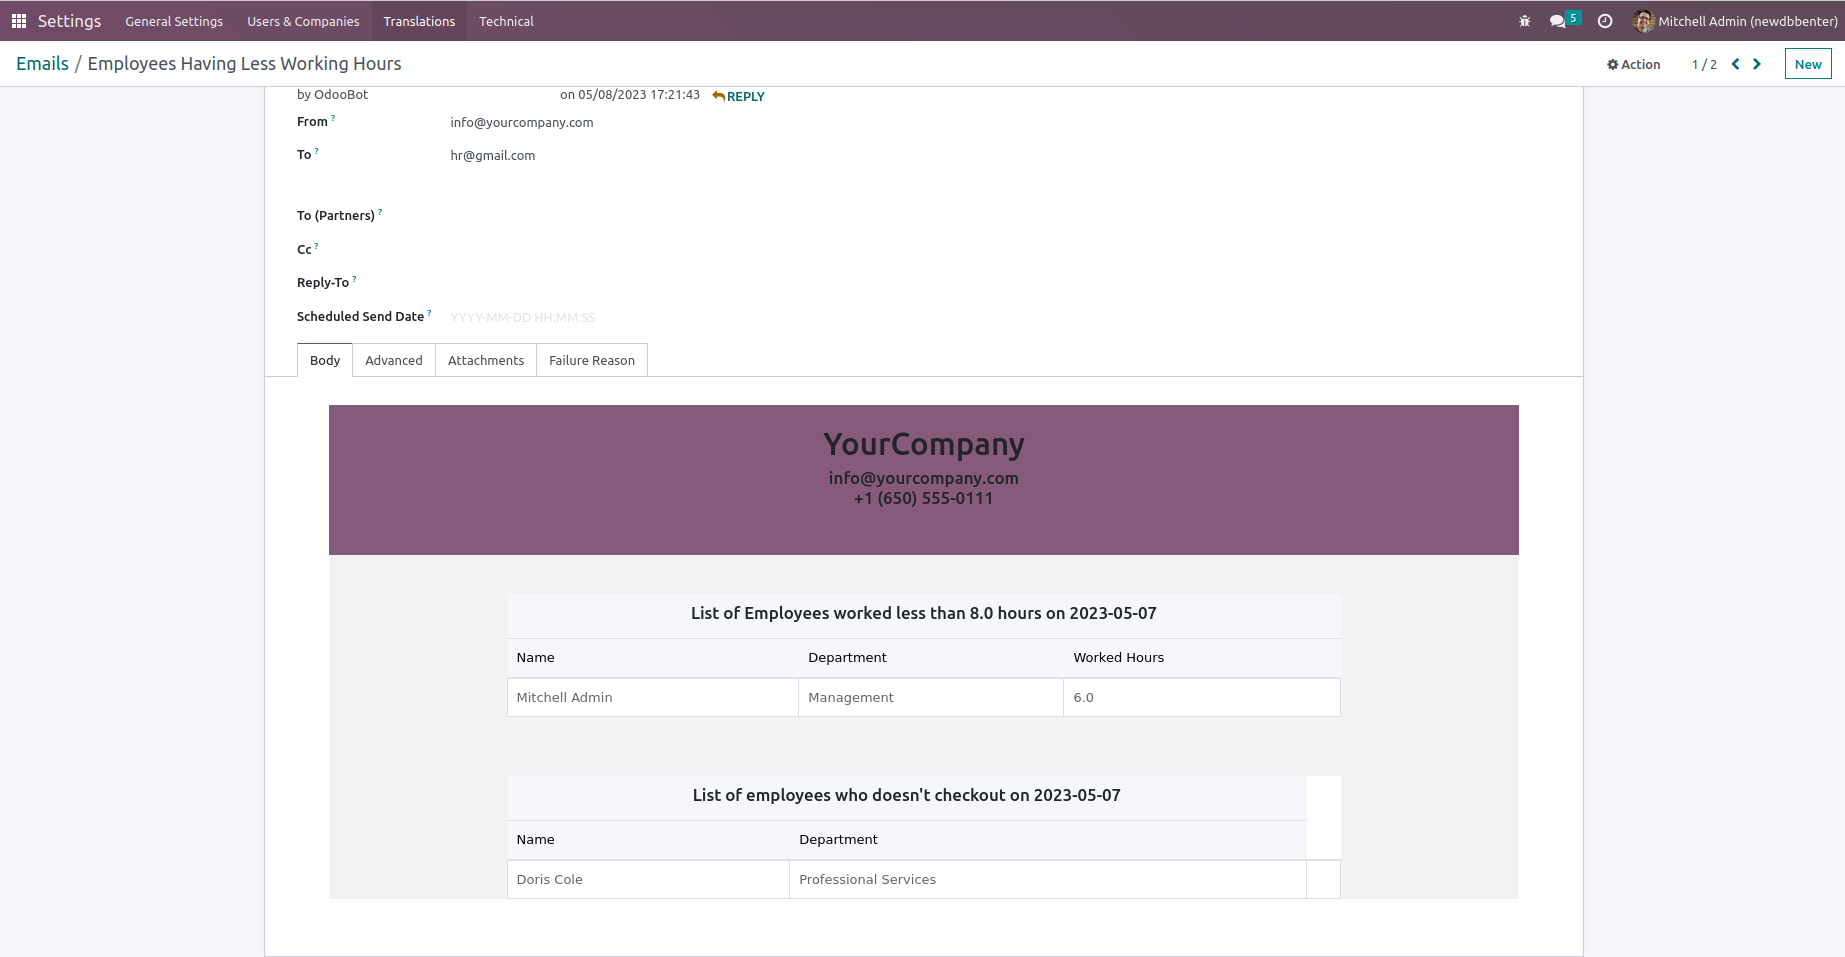 Settings General Settings Users & Companies Translations Technical 5 Mitchell Admin (newdbbenter)
Emails / Employees Having Less Working Hours Action 1 / 2 New
by OdooBot on 05/08/2023 17:21:43 REPLY
From ? info@yourcompany.com
To ? hr@gmail.com
To (Partners) ?
Cc ?
Reply-To ?
Scheduled Send Date ? YYYY-MM-DD HH:MM:SS
Body Advanced Attachments Failure Reason
YourCompany
info@yourcompany.com
+1 (650) 555-0111
List of Employees worked less than 8.0 hours on 2023-05-07
Name Department Worked Hours
Mitchell Admin Management 6.0
List of employees who doesn't checkout on 2023-05-07
Name Department
Doris Cole Professional Services